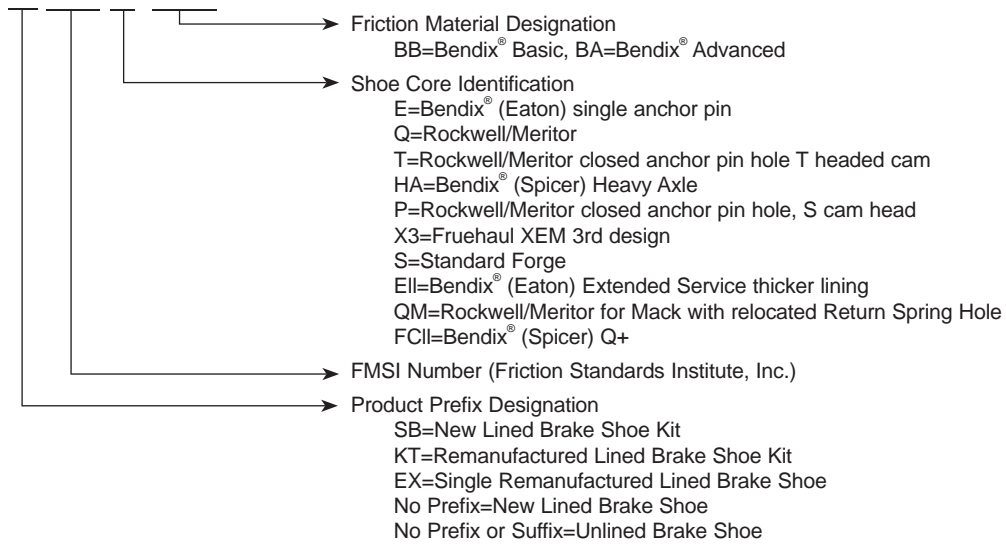 Friction Material Designation
BB=Bendix® Basic, BA=Bendix® Advanced
Shoe Core Identification
E=Bendix® (Eaton) single anchor pin
Q=Rockwell/Meritor
T=Rockwell/Meritor closed anchor pin hole T headed cam
HA=Bendix® (Spicer) Heavy Axle
P=Rockwell/Meritor closed anchor pin hole, S cam head
X3=Fruehaul XEM 3rd design
S=Standard Forge
Ell=Bendix® (Eaton) Extended Service thicker lining
QM=Rockwell/Meritor for Mack with relocated Return Spring Hole
FCll=Bendix® (Spicer) Q+
FMSI Number (Friction Standards Institute, Inc.)
Product Prefix Designation
SB=New Lined Brake Shoe Kit
KT=Remanufactured Lined Brake Shoe Kit
EX=Single Remanufactured Lined Brake Shoe
No Prefix=New Lined Brake Shoe
No Prefix or Suffix=Unlined Brake Shoe